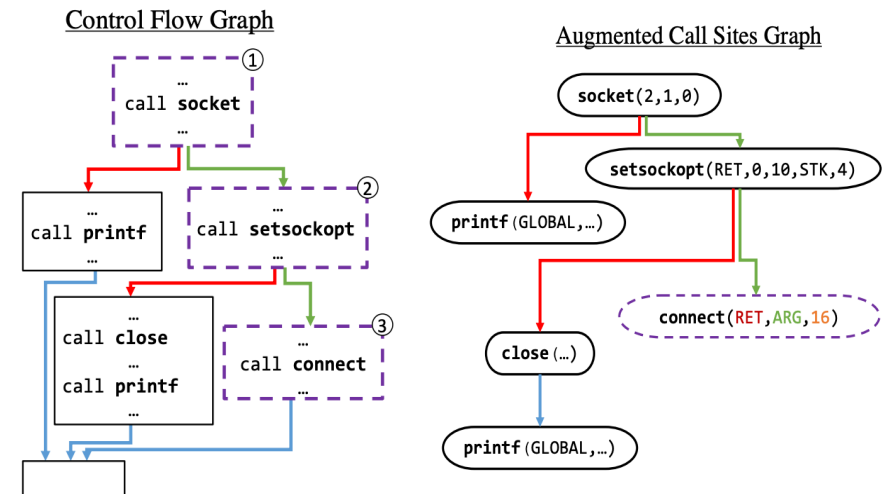 Control Flow Graph
①
…
call socket
…
②
…
call setsockopt
…
…
call printf
…
③
…
call connect
…
…
call close
…
call printf
…
Augmented Call Sites Graph
socket(2,1,0)
setsockopt(RET,0,10,STK,4)
printf(GLOBAL,…)
connect(RET,ARG,16)
close(…)
printf(GLOBAL,…)